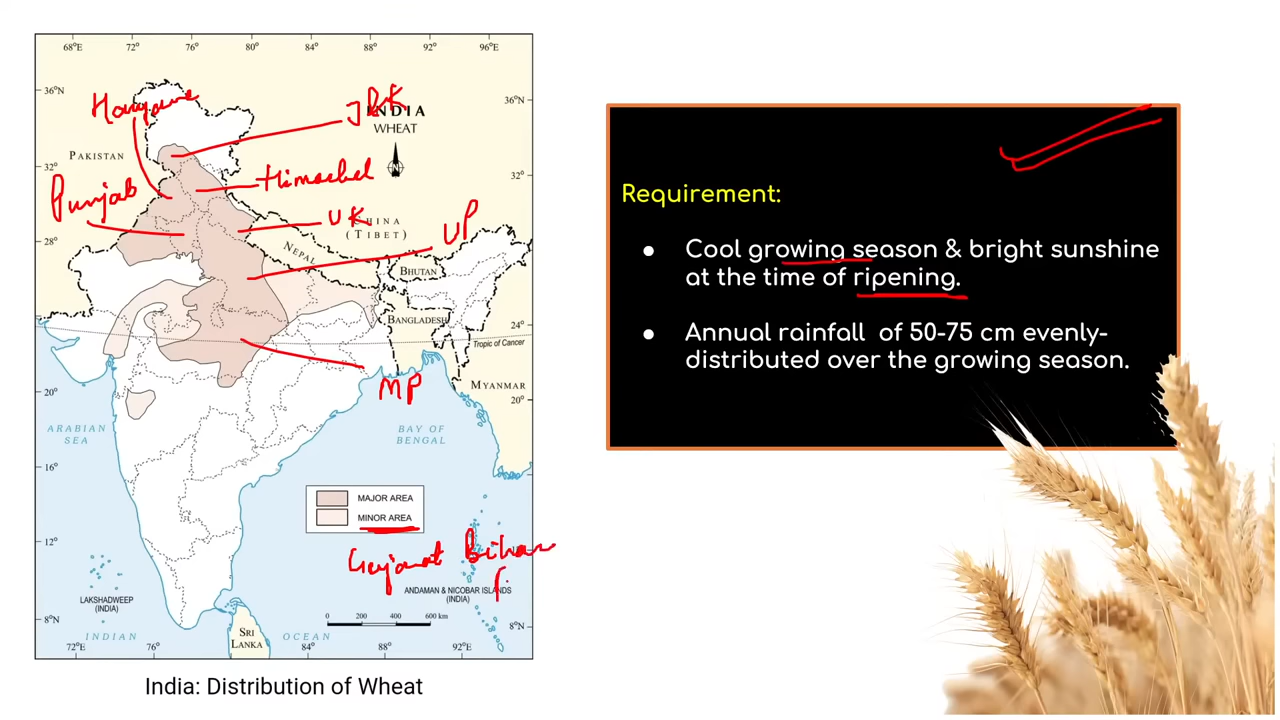 68°E 72° 76° 80° 84° 88° 92° 96°E
36°N
Haryana
J&K
INDIA
36°N
WHEAT
PAKISTAN
N
32°
Himachal
32°
Punjab
UK
CHINA
(TIBET)
UP
28°
NEPAL
28°
BHUTAN
BANGLADESH
24°
24°
Tropic of Cancer
MP
MYANMAR
20°
20°
ARABIAN
SEA
BAY OF
BENGAL
16°
16°
MAJOR AREA
MINOR AREA
12°
Gujarat Bihar
LAKSHADWEEP
(INDIA)
ANDAMAN & NICOBAR ISLANDS
(INDIA)
0 200 400 600 km
8°N
8°N
INDIAN
SRI
LANKA
OCEAN
72°E 76° 84° 88° 92°E
India: Distribution of Wheat
Requirement:
● Cool growing season & bright sunshine
at the time of ripening.
● Annual rainfall of 50-75 cm evenly-
distributed over the growing season.